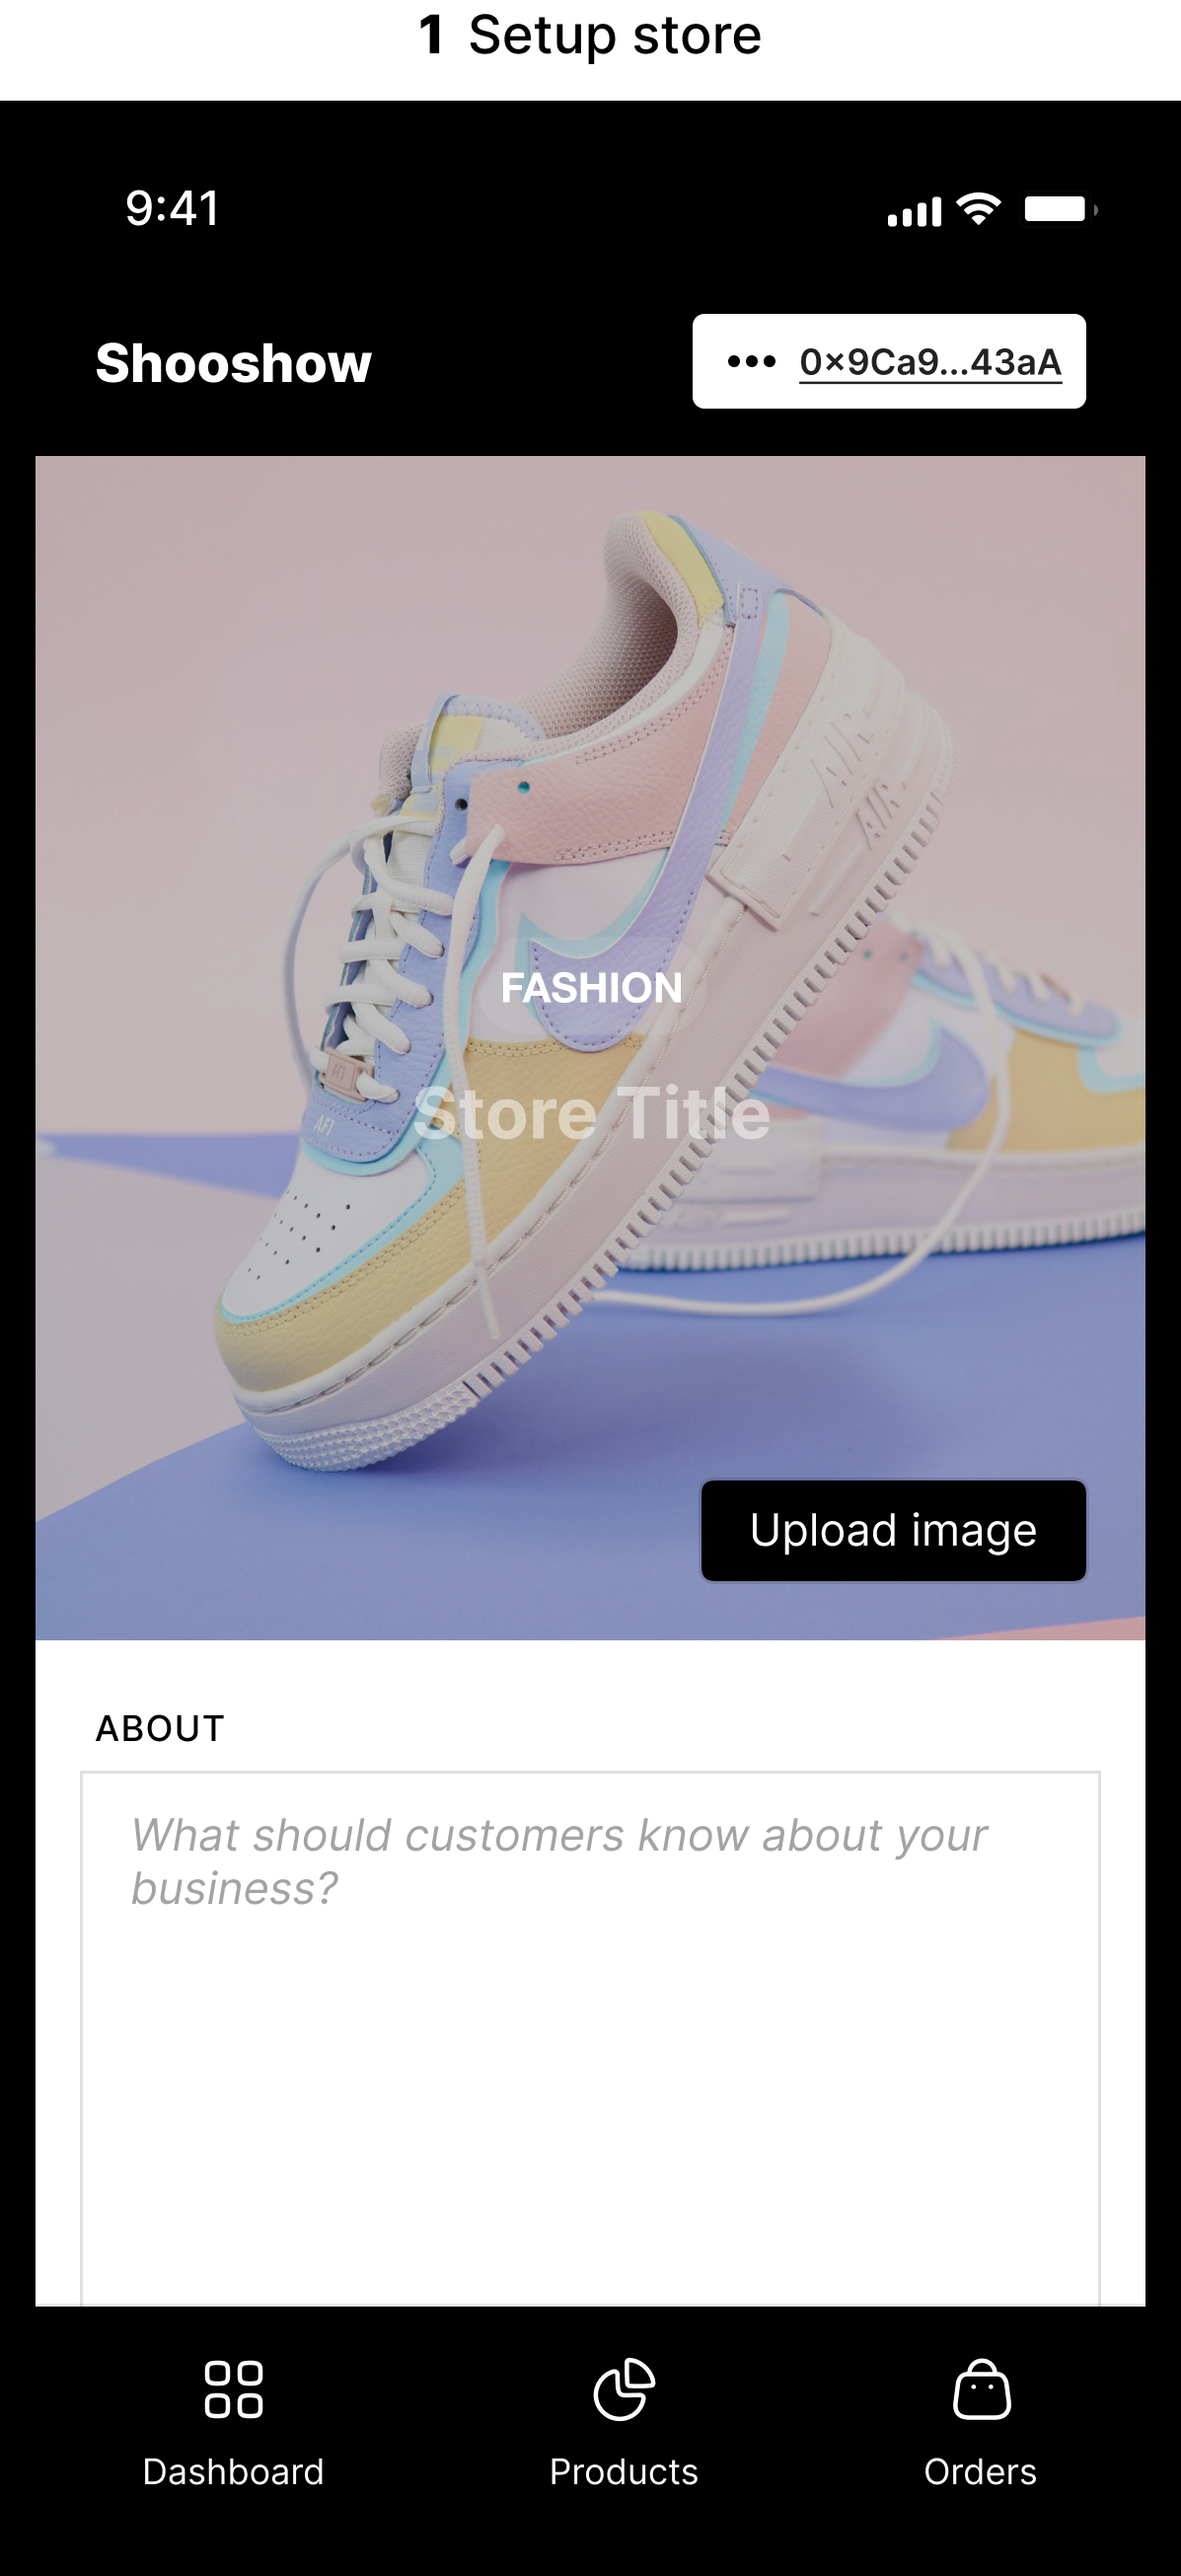 1 Setup store
9:41
Shooshow
••• 0×9Ca9...43aA
AIR
AIR.
FASHION
Store Title
AF1
Upload image
ABOUT
What should customers know about your
business?
Dashboard
Products
Orders